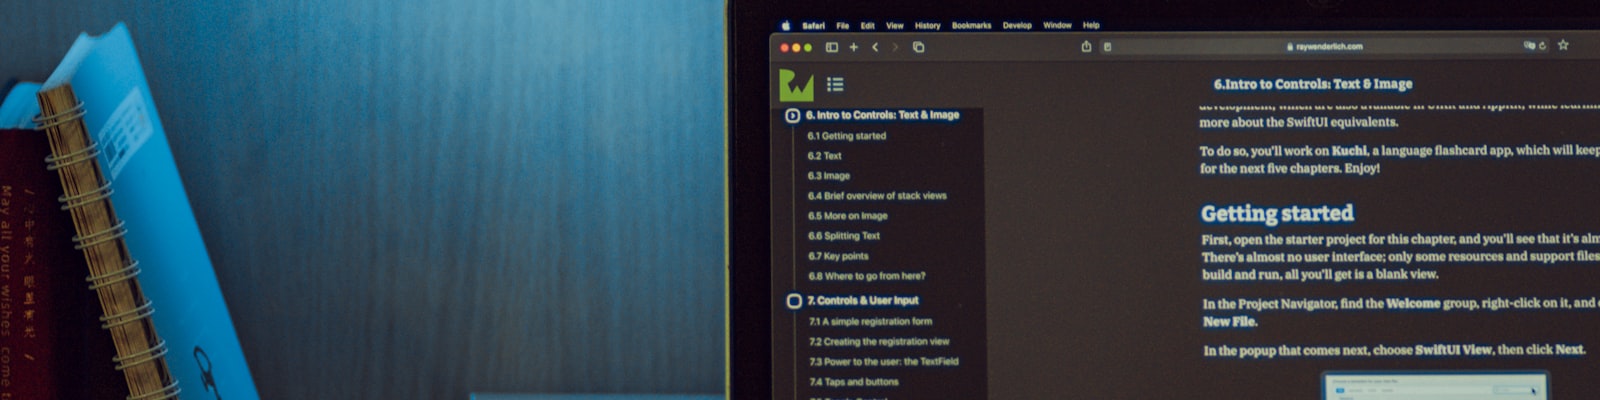 Safari File Edit View History Bookmarks Develop Window Help
raywenderlich.com
6.Intro to Controls: Text & Image
6. Intro to Controls: Text & Image
6.1 Getting started
6.2 Text
6.3 Image
6.4 Brief overview of stack views
6.5 More on Image
6.6 Splitting Text
6.7 Key points
6.8 Where to go from here?
7. Controls & User Input
7.1 A simple registration form
7.2 Creating the registration view
7.3 Power to the user: the TextField
7.4 Taps and buttons
more about the SwiftUI equivalents.
To do so, you'll work on Kuchi, a language flashcard app, which will keep
for the next five chapters. Enjoy!
Getting started
First, open the starter project for this chapter, and you'll see that it's
There's almost no user interface; only some resources and support files
build and run, all you'll get is a blank view.
In the Project Navigator, find the Welcome group, right-click on it, and
New File.
In the popup that comes next, choose SwiftUI View, then click Next.
May all your wishes come